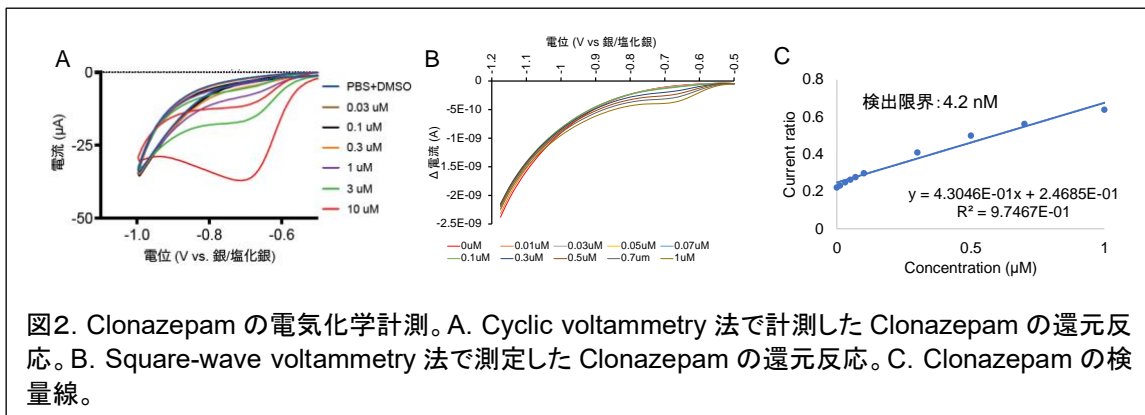 A
0
-25
-50
電流 (µA)
-1.0
-0.8
-0.6
電位 (V vs. 銀/塩化銀)
PBS+DMSO
0.03 uM
0.1 uM
0.3 uM
1 uM
3 uM
10 uM
B
電位 (V vs 銀/塩化銀)
-1.2
-1.1
-1
-0.9
-0.8
-0.7
-0.6
-0.5
0
-5E-10
-1E-09
-1.5E-09
-2E-09
-2.5E-09
Δ電流 (A)
0uM 0.01uM 0.03uM 0.05uM 0.07uM
0.1uM 0.3uM 0.5uM 0.7um 1uM
C
0.8
0.6
0.4
0.2
0
Current ratio
検出限界:4.2 nM
y = 4.3046E-01x + 2.4685E-01
R² = 9.7467E-01
0 0.5 1
Concentration (µM)
図2. Clonazepam の電気化学計測。A. Cyclic voltammetry 法で計測した Clonazepam の還元反
応。B. Square-wave voltammetry 法で測定した Clonazepam の還元反応。C. Clonazepam の検
量線。